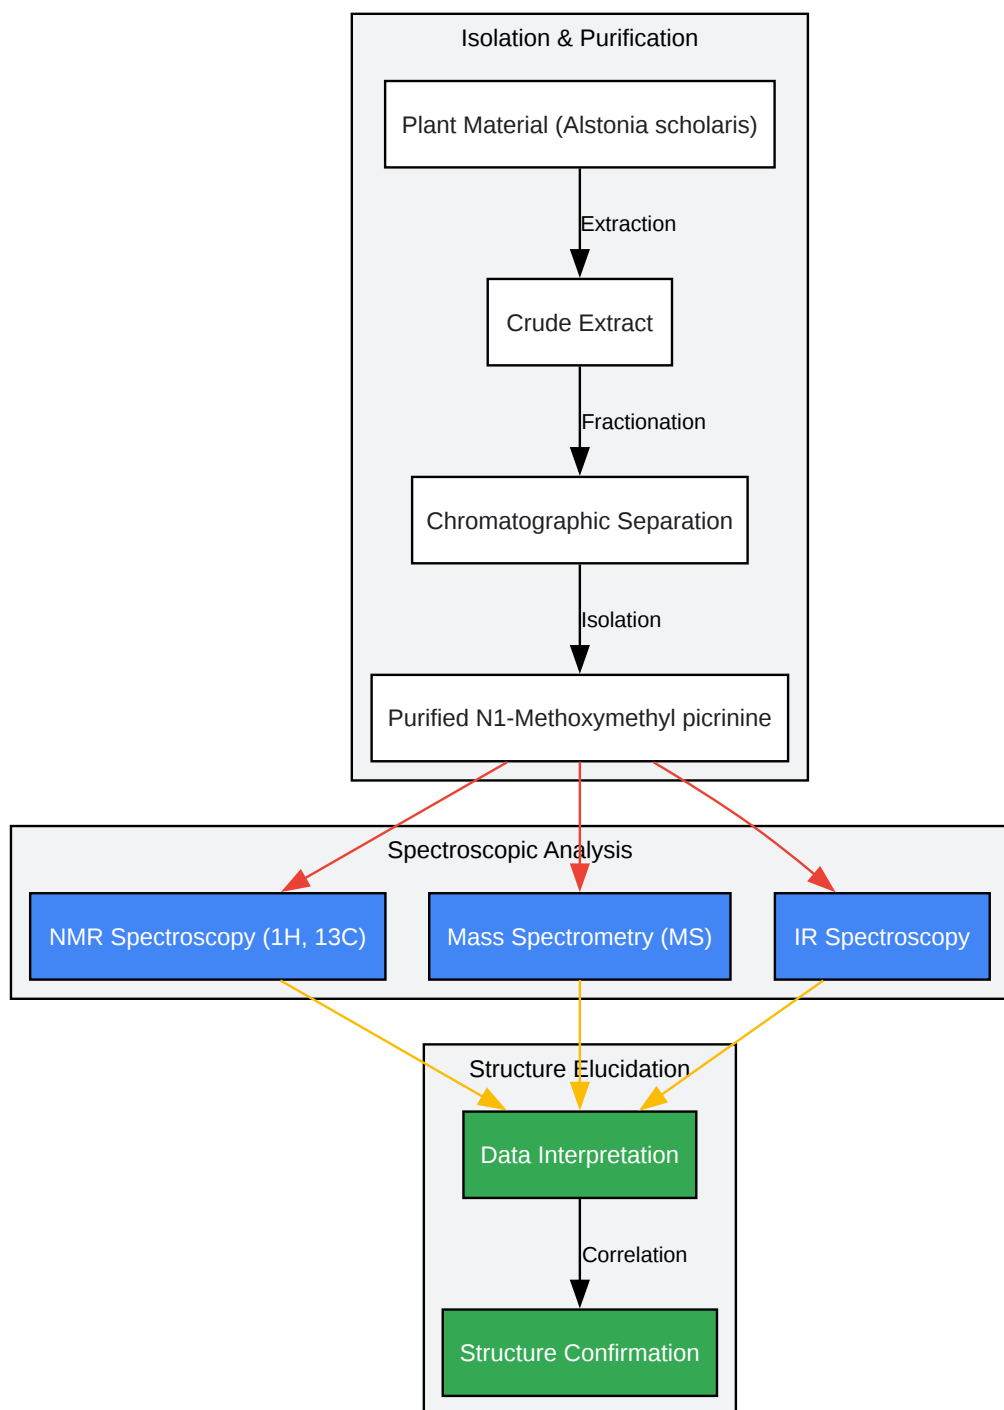 Isolation & Purification
Plant Material (Alstonia scholaris)
Extraction
Crude Extract
Fractionation
Chromatographic Separation
Isolation
Purified N1-Methoxymethyl picrinine
Spectroscopic Analysis
NMR Spectroscopy (1H, 13C)
Mass Spectrometry (MS)
IR Spectroscopy
Structure Elucidation
Data Interpretation
Correlation
Structure Confirmation